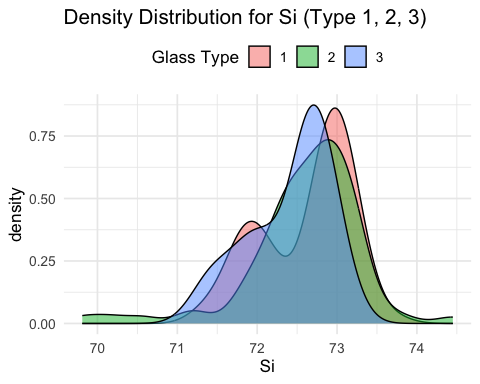 Density Distribution for Si (Type 1, 2, 3)
Glass Type 1 2 3
density
0.75
0.50
0.25
0.00
70 71 72 73 74
Si